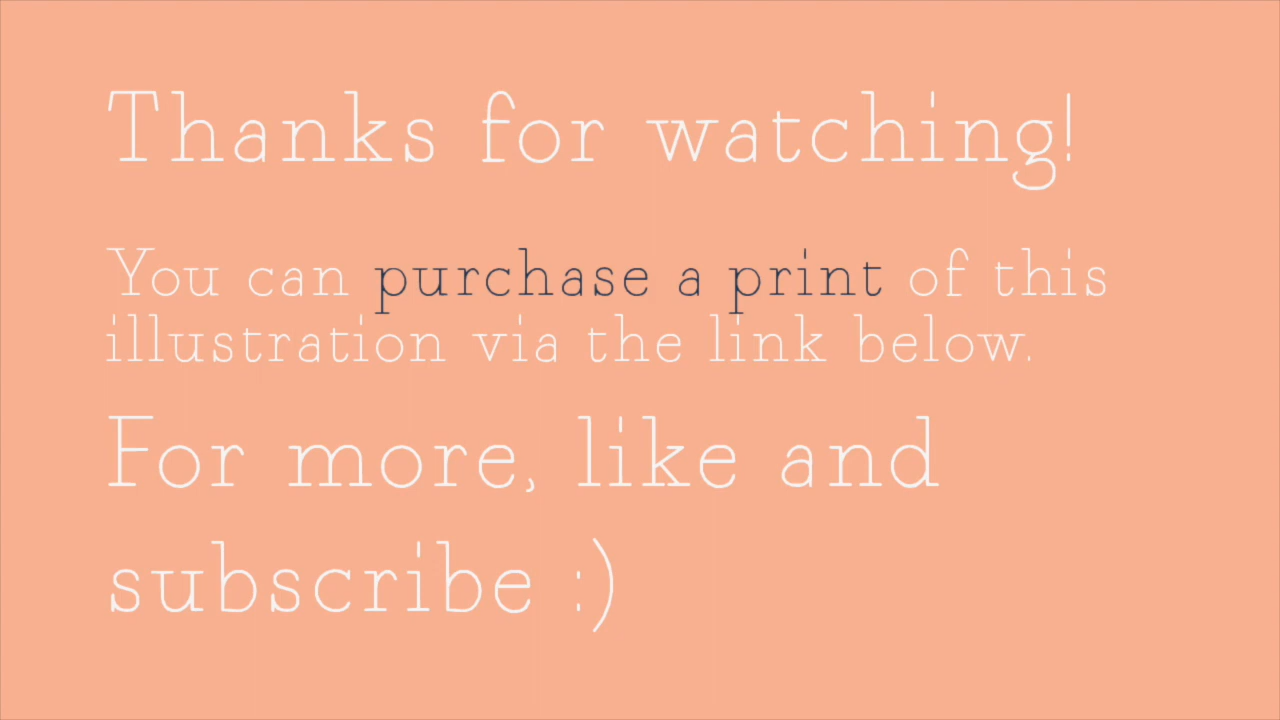 Thanks for watching!
You can purchase a print of this
illustration via the link below.
For more, like and
subscribe :)